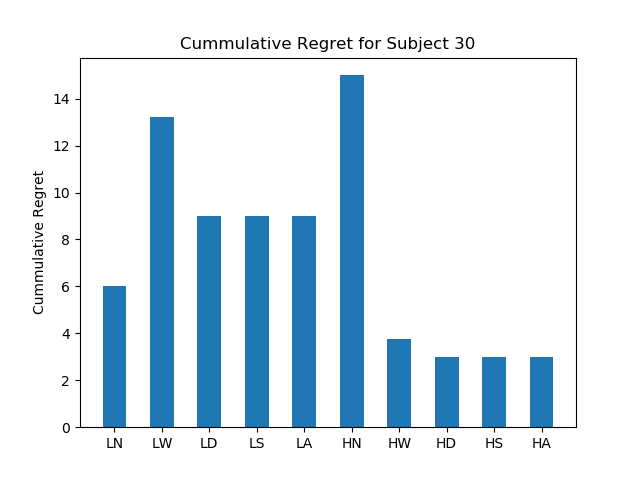 Cummulative Regret for Subject 30
Cummulative Regret
14
12
10
8
6
4
2
0
LN LW LD LS LA HN HW HD HS HA